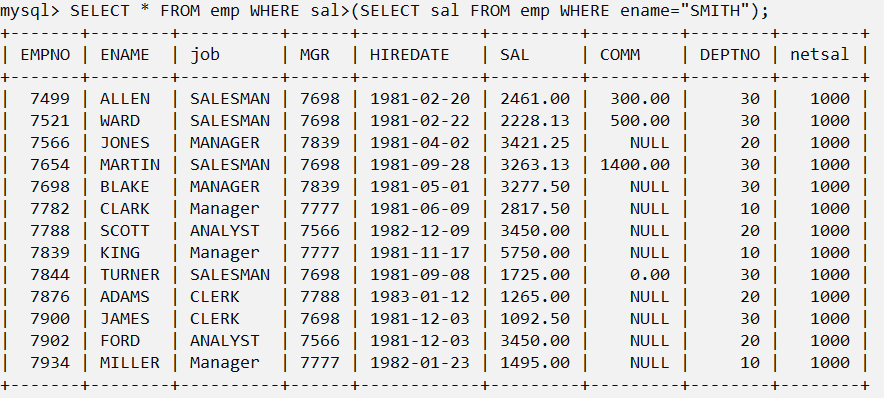 mysql> SELECT * FROM emp WHERE sal>(SELECT sal FROM emp WHERE ename="SMITH");
+-------+--------+----------+------+------------+---------+---------+--------+--------+
| EMPNO | ENAME  | job      | MGR  | HIREDATE   | SAL     | COMM    | DEPTNO | netsal |
+-------+--------+----------+------+------------+---------+---------+--------+--------+
|  7499 | ALLEN  | SALESMAN | 7698 | 1981-02-20 | 2461.00 |  300.00 |     30 |   1000 |
|  7521 | WARD   | SALESMAN | 7698 | 1981-02-22 | 2228.13 |  500.00 |     30 |   1000 |
|  7566 | JONES  | MANAGER  | 7839 | 1981-04-02 | 3421.25 |    NULL |     20 |   1000 |
|  7654 | MARTIN | SALESMAN | 7698 | 1981-09-28 | 3263.13 | 1400.00 |     30 |   1000 |
|  7698 | BLAKE  | MANAGER  | 7839 | 1981-05-01 | 3277.50 |    NULL |     30 |   1000 |
|  7782 | CLARK  | Manager  | 7777 | 1981-06-09 | 2817.50 |    NULL |     10 |   1000 |
|  7788 | SCOTT  | ANALYST  | 7566 | 1982-12-09 | 3450.00 |    NULL |     20 |   1000 |
|  7839 | KING   | Manager  | 7777 | 1981-11-17 | 5750.00 |    NULL |     10 |   1000 |
|  7844 | TURNER | SALESMAN | 7698 | 1981-09-08 | 1725.00 |    0.00 |     30 |   1000 |
|  7876 | ADAMS  | CLERK    | 7788 | 1983-01-12 | 1265.00 |    NULL |     20 |   1000 |
|  7900 | JAMES  | CLERK    | 7698 | 1981-12-03 | 1092.50 |    NULL |     30 |   1000 |
|  7902 | FORD   | ANALYST  | 7566 | 1981-12-03 | 3450.00 |    NULL |     20 |   1000 |
|  7934 | MILLER | Manager  | 7777 | 1982-01-23 | 1495.00 |    NULL |     10 |   1000 |
+-------+--------+----------+------+------------+---------+---------+--------+--------+